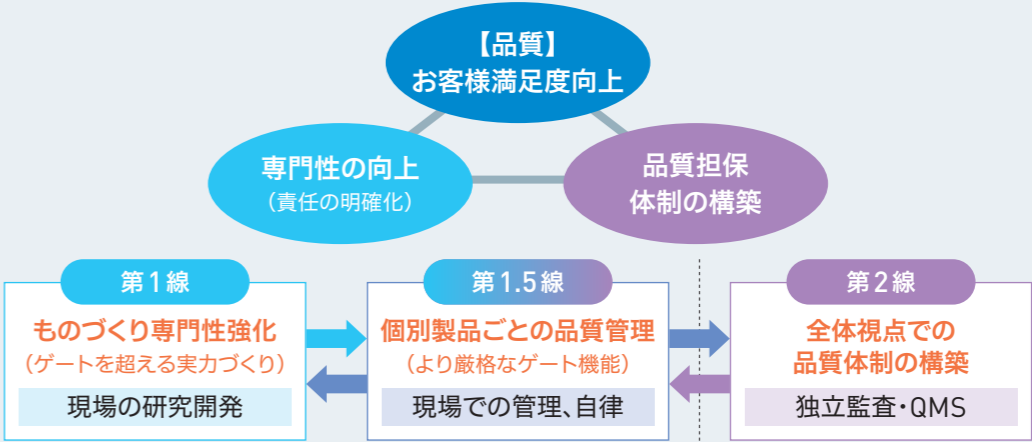 【品質】
お客様満足度向上
専門性の向上
（責任の明確化）
品質担保
体制の構築
第1線
ものづくり専門性強化
（ゲートを超える実力づくり）
現場の研究開発
第1.5線
個別製品ごとの品質管理
（より厳格なゲート機能）
現場での管理、自律
第2線
全体視点での
品質体制の構築
独立監査・QMS